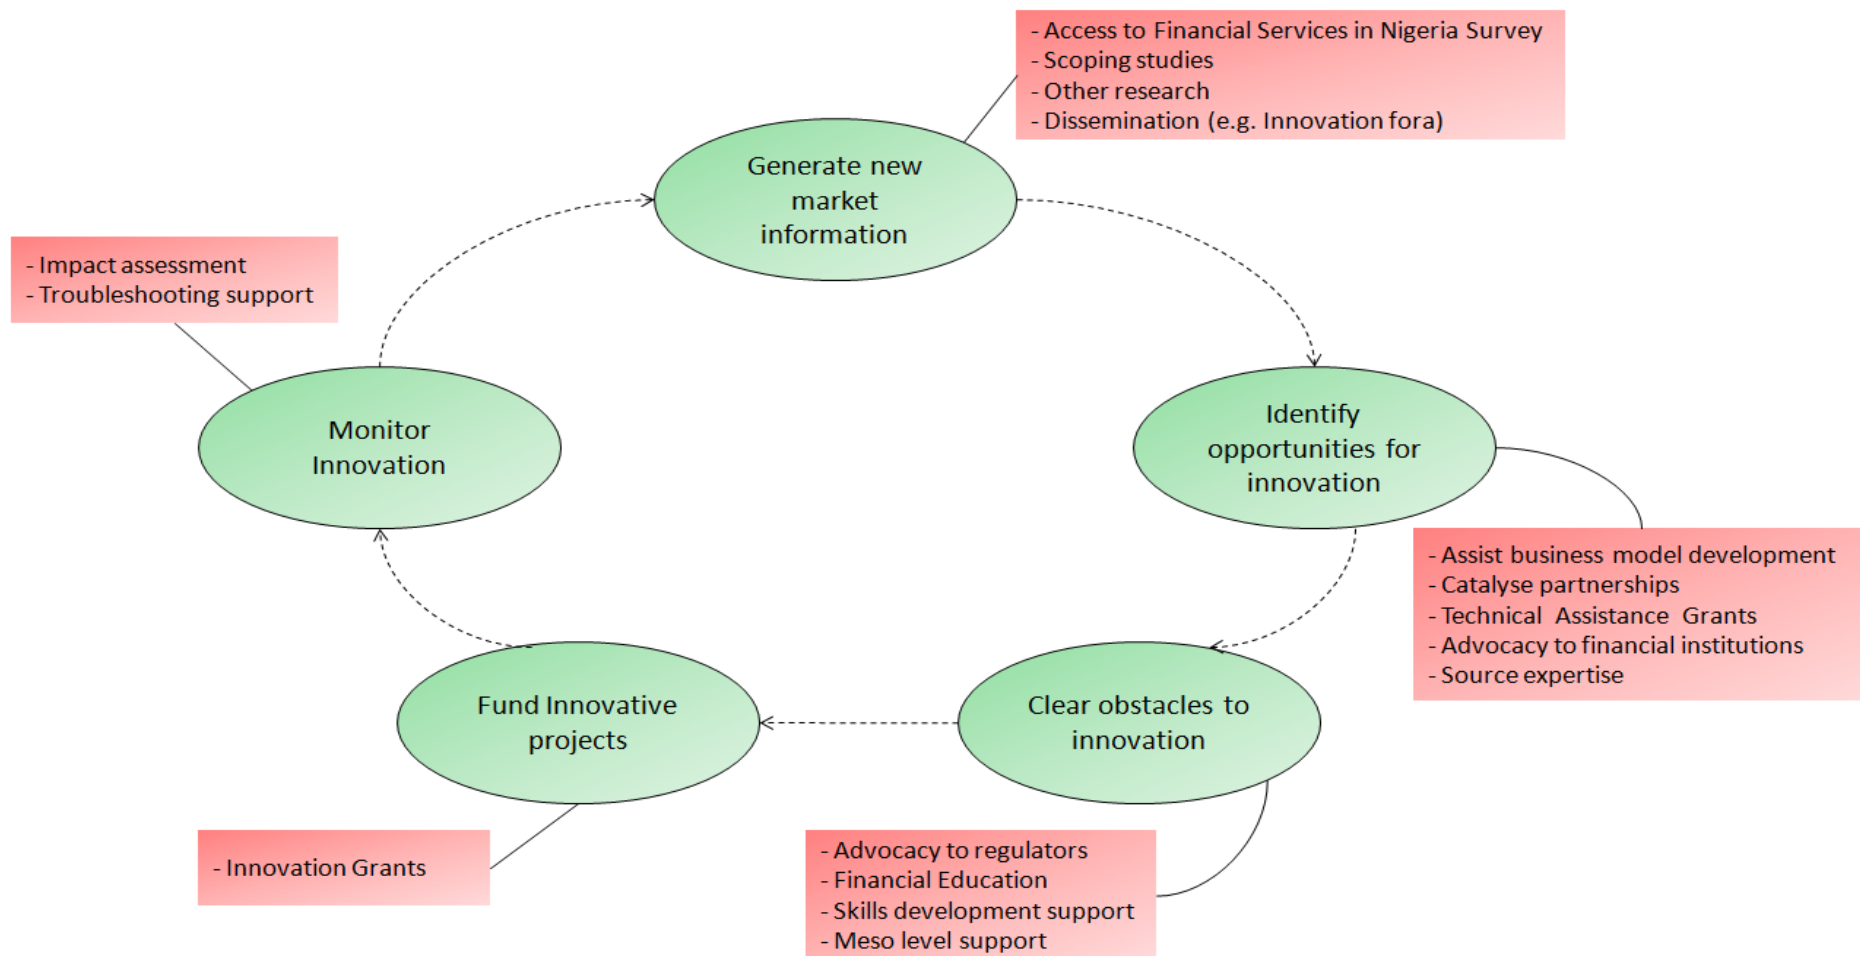 - Access to Financial Services in Nigeria Survey
- Scoping studies
- Other research
- Dissemination (e.g. Innovation fora)
Generate new
market
information
- Impact assessment
- Troubleshooting support
Monitor
Innovation
Identify
opportunities for
innovation
- Assist business model development
- Catalyse partnerships
- Technical Assistance Grants
- Advocacy to financial institutions
- Source expertise
Fund Innovative
projects
Clear obstacles to
innovation
- Innovation Grants
- Advocacy to regulators
- Financial Education
- Skills development support
- Meso level support